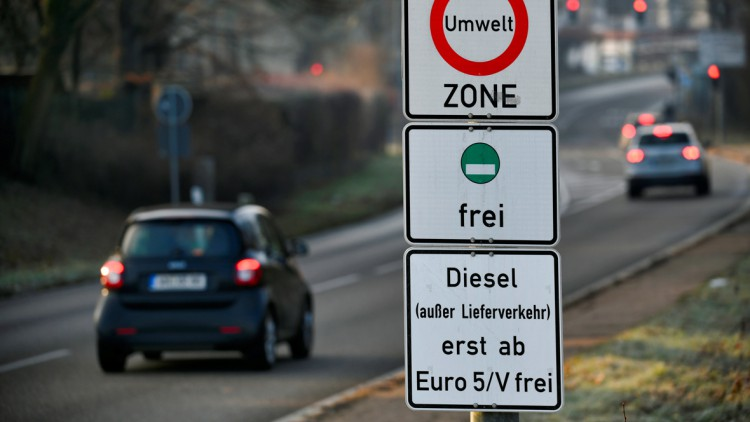 Umwelt
ZONE
frei
Diesel
(außer Lieferverkehr)
erst ab
Euro 5/V frei